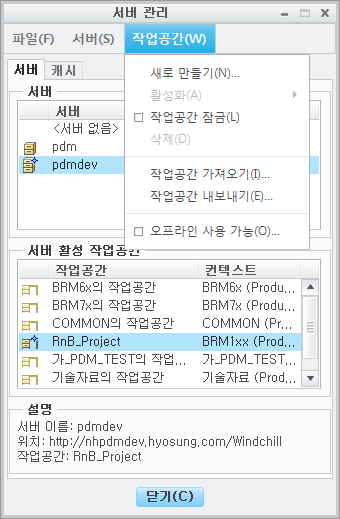 서버 관리
파일(F) 서버(S) 작업공간(W)
새로 만들기(N)...
활성화(A)
작업공간 잠금(L)
삭제(D)
작업공간 가져오기(I)...
작업공간 내보내기(E)...
오프라인 사용 가능(O)...
서버 캐시
서버
서버
<서버 없음>
pdm
pdmdev
서버 활성 작업공간
작업공간 컨텍스트
BRM6x의 작업공간 BRM6x (Produ...
BRM7x의 작업공간 BRM7x (Produ...
COMMON의 작업공간 COMMON (Pr...
RnB_Project BRM1xx (Prod...
가_PDM_TEST의 작업... 가_PDM_TEST...
기술자료의 작업공간 기술자료 (Prod...
설명
서버 이름: pdmdev
위치: http://nhpdmdev.hyosung.com/Windchill
작업공간: RnB_Project
닫기(C)